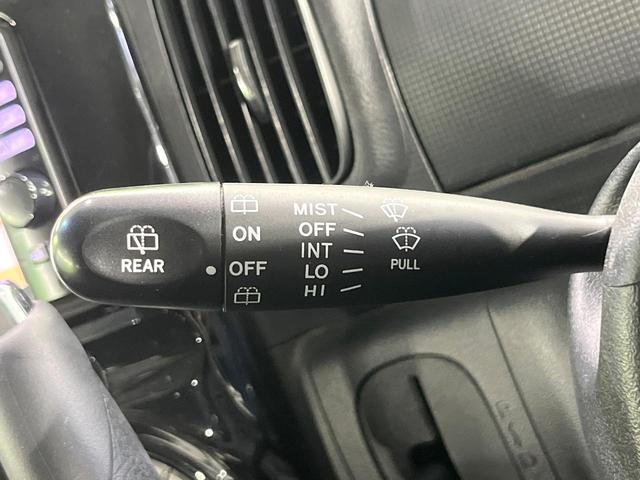 REAR
ON
OFF
MIST
OFF
INT
LO
HI
PULL